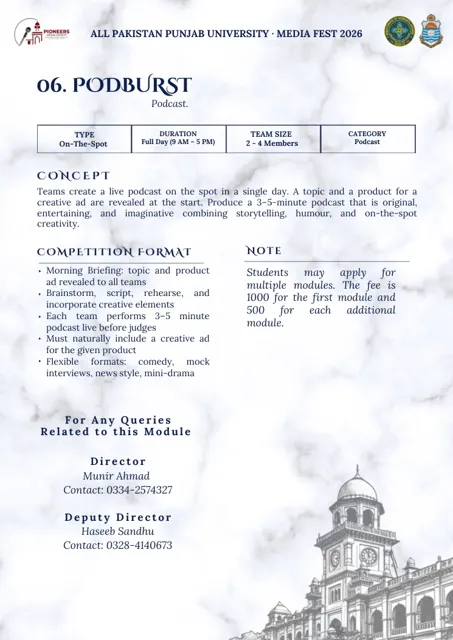 PIONEERS
ALL PAKISTAN PUNJAB UNIVERSITY · MEDIA FEST 2026
06. PODBURST
Podcast.
TYPE
On-The-Spot
DURATION
Full Day (9 AM – 5 PM)
TEAM SIZE
2 - 4 Members
CATEGORY
Podcast
CONCEPT
Teams create a live podcast on the spot in a single day. A topic and a product for a
creative ad are revealed at the start. Produce a 3–5-minute podcast that is original,
entertaining, and imaginative combining storytelling, humour, and on-the-spot
creativity.
COMPETITION FORMAT
• Morning Briefing: topic and product
ad revealed to all teams
• Brainstorm, script, rehearse, and
incorporate creative elements
• Each team performs 3–5 minute
podcast live before judges
• Must naturally include a creative ad
for the given product
• Flexible formats: comedy, mock
interviews, news style, mini-drama
NOTE
Students may apply for
multiple modules. The fee is
1000 for the first module and
500 for each additional
module.
For Any Queries
Related to this Module
Director
Munir Ahmad
Contact: 0334-2574327
Deputy Director
Haseeb Sandhu
Contact: 0328-4140673